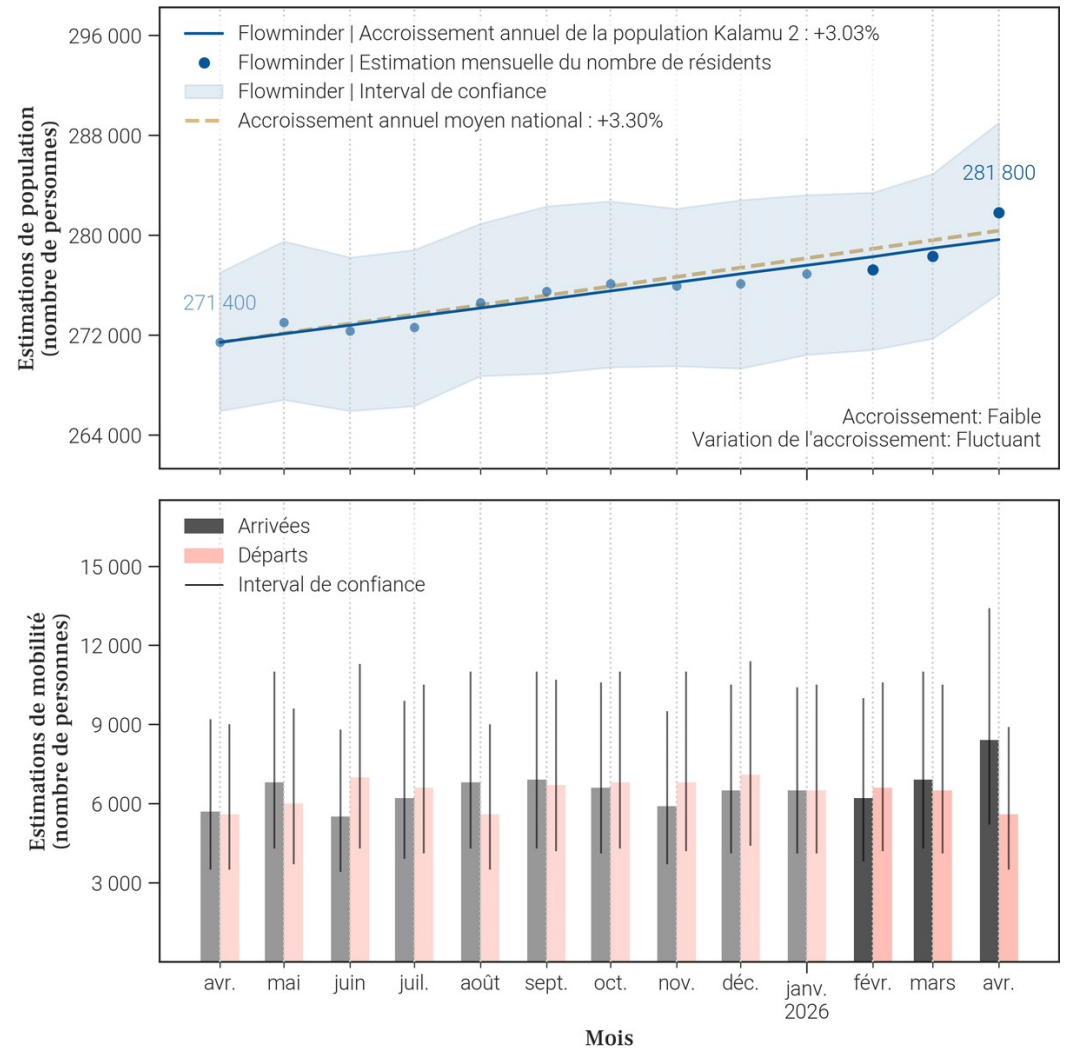 Flowminder | Accroissement annuel de la population Kalamu 2 : +3.03%
Flowminder | Estimation mensuelle du nombre de résidents
Flowminder | Interval de confiance
Accroissement annuel moyen national : +3.30%
Estimations de population
(nombre de personnes)
296 000
288 000
280 000
272 000
264 000
271 400
281 800
Accroissement: Faible
Variation de l'accroissement: Fluctuant
Arrivées
Départs
Interval de confiance
Estimations de mobilité
(nombre de personnes)
15 000
12 000
9 000
6 000
3 000
avr. mai juin juil. août sept. oct. nov. déc. janv. févr. mars avr.
2026
Mois